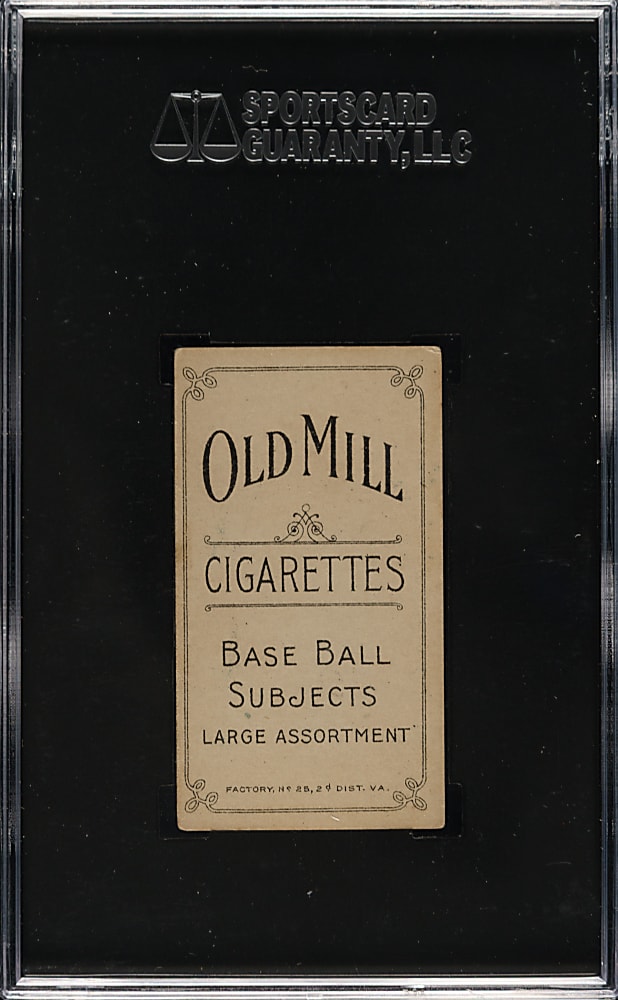 SPORTSCARD
GUARANTY, LLC
OLD MILL
CIGARETTES
BASE BALL
SUBJECTS
LARGE ASSORTMENT
FACTORY, Nº 25, 2d DIST. VA.